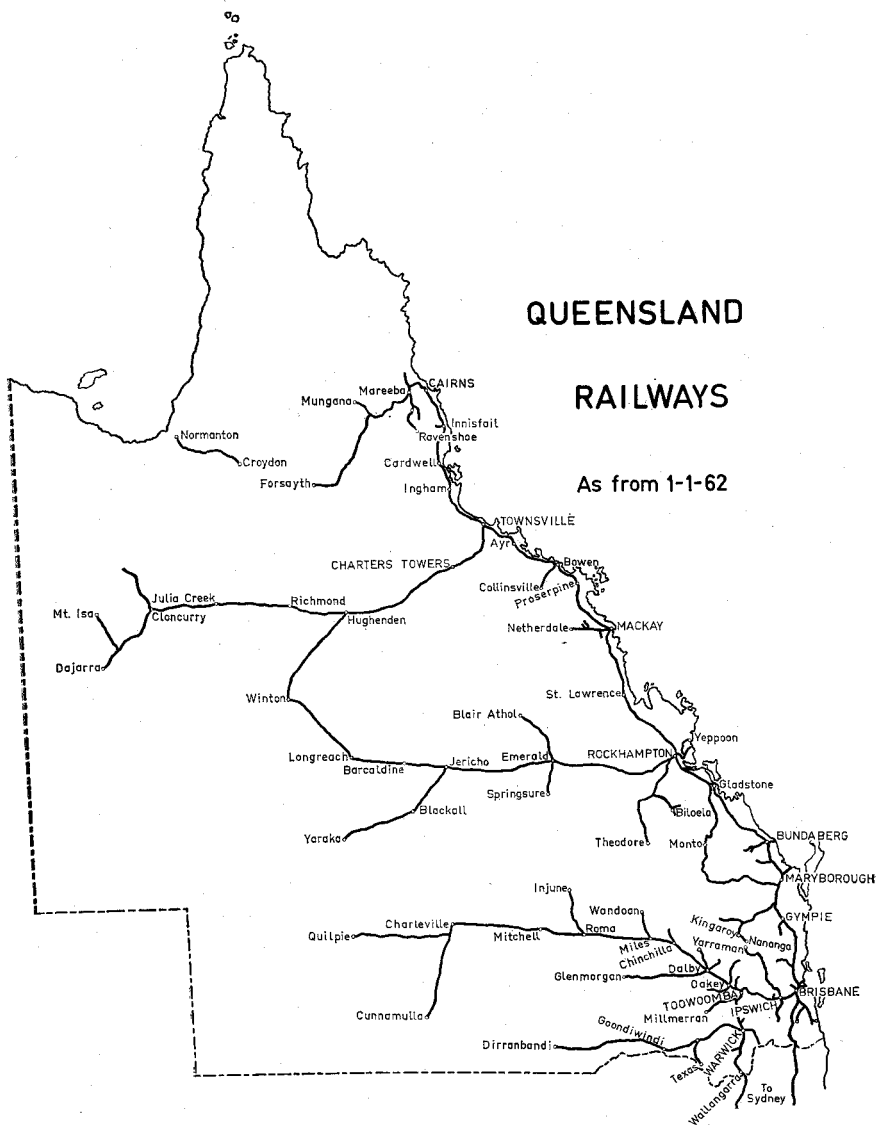 QUEENSLAND
RAILWAYS
As from 1-1-62
CAIRNS
Mareeba
Mungana
Innisfail
Ravenshoe
Normanton
Croydon
Cardwell
Forsayth
Ingham
TOWNSVILLE
Ayr
CHARTERS TOWERS
Bowen
Collinsville
Proserpine
Julia Creek
Richmond
Mt. Isa
Cloncurry
Hughenden
Netherdale
MACKAY
Dajarra
Winton
St. Lawrence
Blair Athol
Yeppoon
Longreach
Barcaldine
Jericho
Emerald
ROCKHAMPTON
Springsure
Gladstone
Blackall
Biloela
Yaraka
Theodore
Monto
BUNDABERG
MARYBOROUGH
Injune
Wandoan
GYMPIE
Charleville
Quilpie
Mitchell
Roma
Kingaroy
Nananga
Miles
Chinchilla
Yarraman
Dalby
Glenmorgan
Oakey
BRISBANE
TOOWOOMBA
IPSWICH
Cunnamulla
Millmerran
Goondiwindi
Dirranbandi
Texas
WARWICK
Wallangarra
To
Sydney